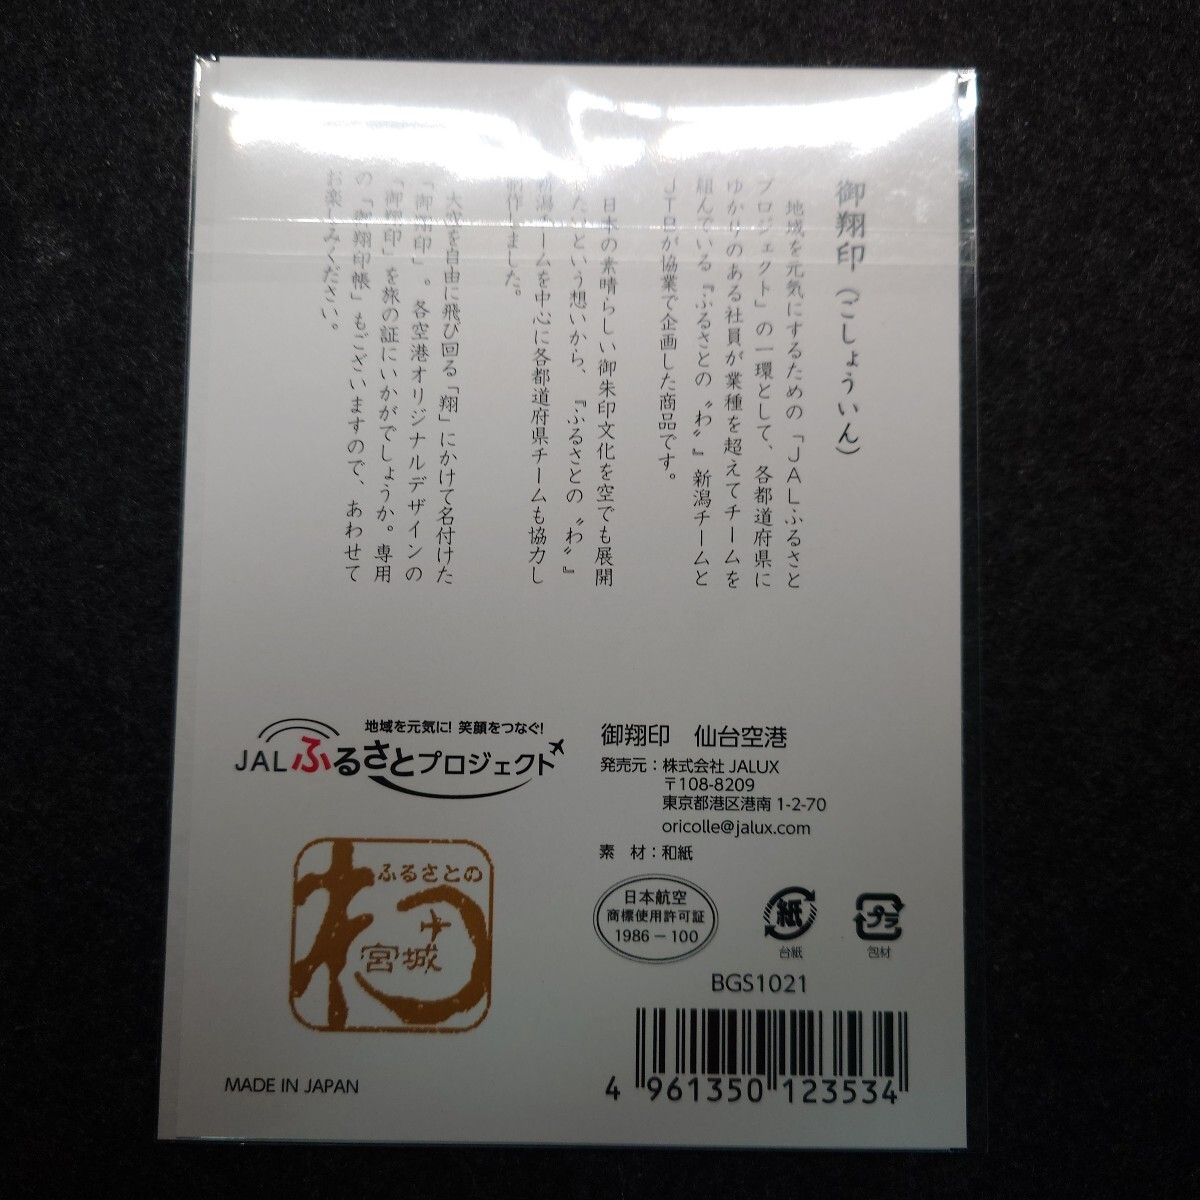 御翔印（ごしょういん）
地域を元気にするための「JALふるさと
プロジェクト」の一環として、各都道府県に
ゆかりのある社員が業種を超えてチームを
組んでいる『ふるさとの〝わ〟』新潟チームと
JTBが協業で企画した商品です。
日本の素晴らしい御朱印文化を空でも展開
したいという想いから、『ふるさとの〝わ〟』
新潟チームを中心に各都道府県チームも協力し
制作しました。
大空を自由に飛び回る「翔」にかけて名付けた
「御翔印」。各空港オリジナルデザインの
「御翔印」を旅の証にいかがでしょうか。専用
の「御翔印帳」もございますので、あわせて
お楽しみください。
地域を元気に! 笑顔をつなぐ!
JALふるさとプロジェクト
ふるさとの
わ
宮城
MADE IN JAPAN
御翔印 仙台空港
発売元：株式会社 JALUX
〒108-8209
東京都港区港南 1-2-70
oricolle@jalux.com
素 材：和紙
日本航空
商標使用許可証
1986－100
紙
台紙
プラ
包材
BGS1021
4 961350 123534